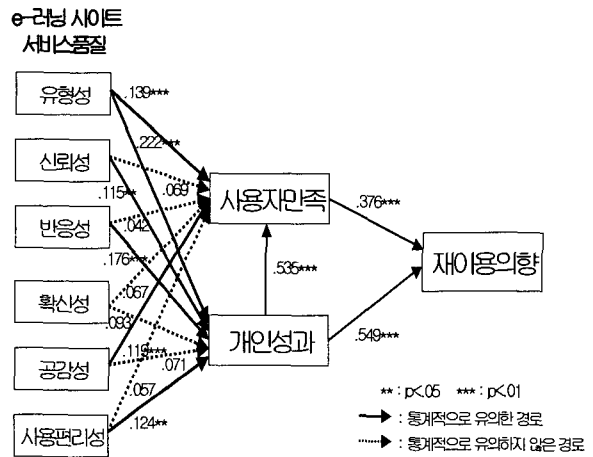 e-러닝 사이트
서비스품질
유형성
.139***
.222***
신뢰성
.069
.115**
사용자만족
.376***
반응성
.042
.176***
재이용의향
.535***
확신성
.067
.093
개인성과
.549***
.119***
공감성
.071
.057
사용편리성
.124**
** : p<.05 *** : p<.01
: 통계적으로 유의한 경로
: 통계적으로 유의하지 않은 경로